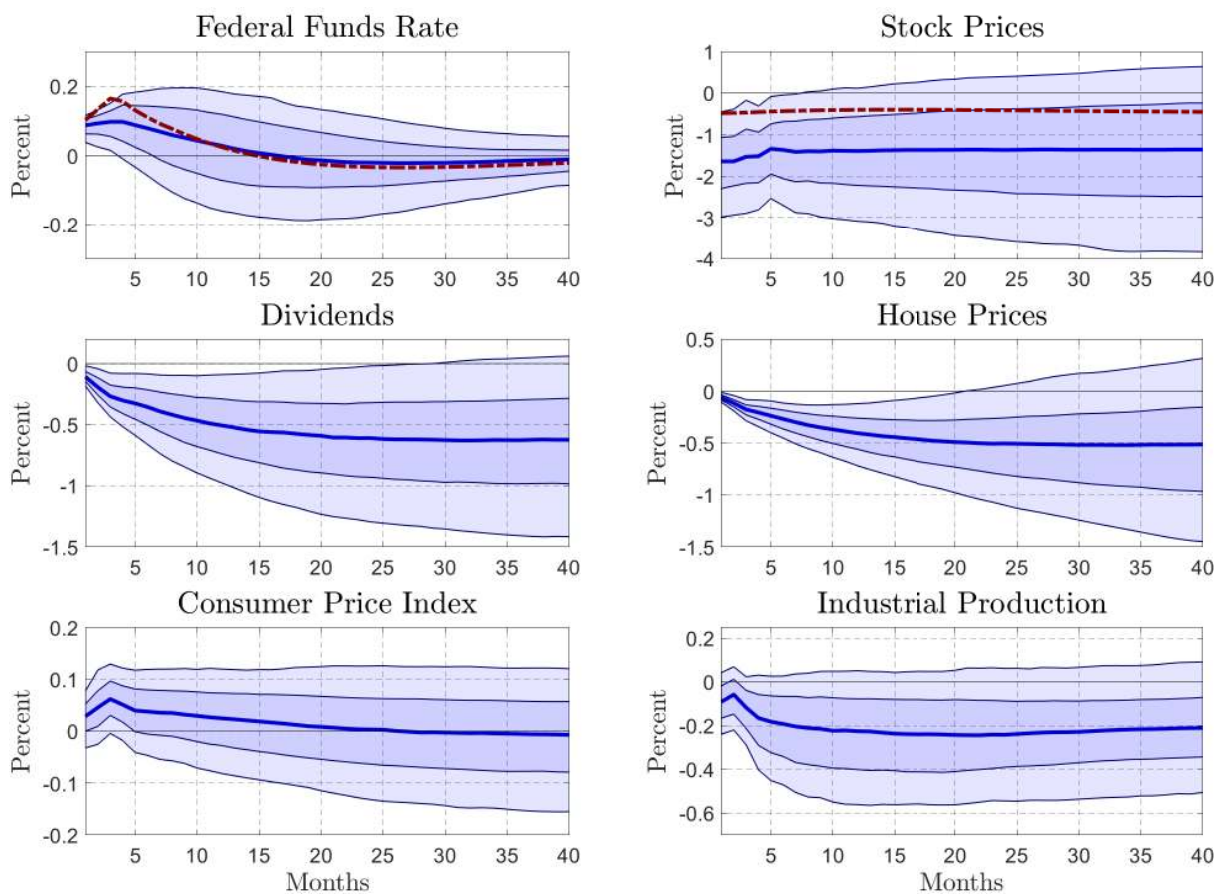 Federal Funds Rate
Percent
0.2
0
-0.2
5 10 15 20 25 30 35 40
Stock Prices
Percent
1
0
-1
-2
-3
-4
5 10 15 20 25 30 35 40
Dividends
Percent
0
-0.5
-1
-1.5
5 10 15 20 25 30 35 40
House Prices
Percent
0.5
0
-0.5
-1
-1.5
5 10 15 20 25 30 35 40
Consumer Price Index
Percent
0.2
0.1
0
-0.1
-0.2
5 10 15 20 25 30 35 40
Months
Industrial Production
Percent
0.2
0
-0.2
-0.4
-0.6
5 10 15 20 25 30 35 40
Months